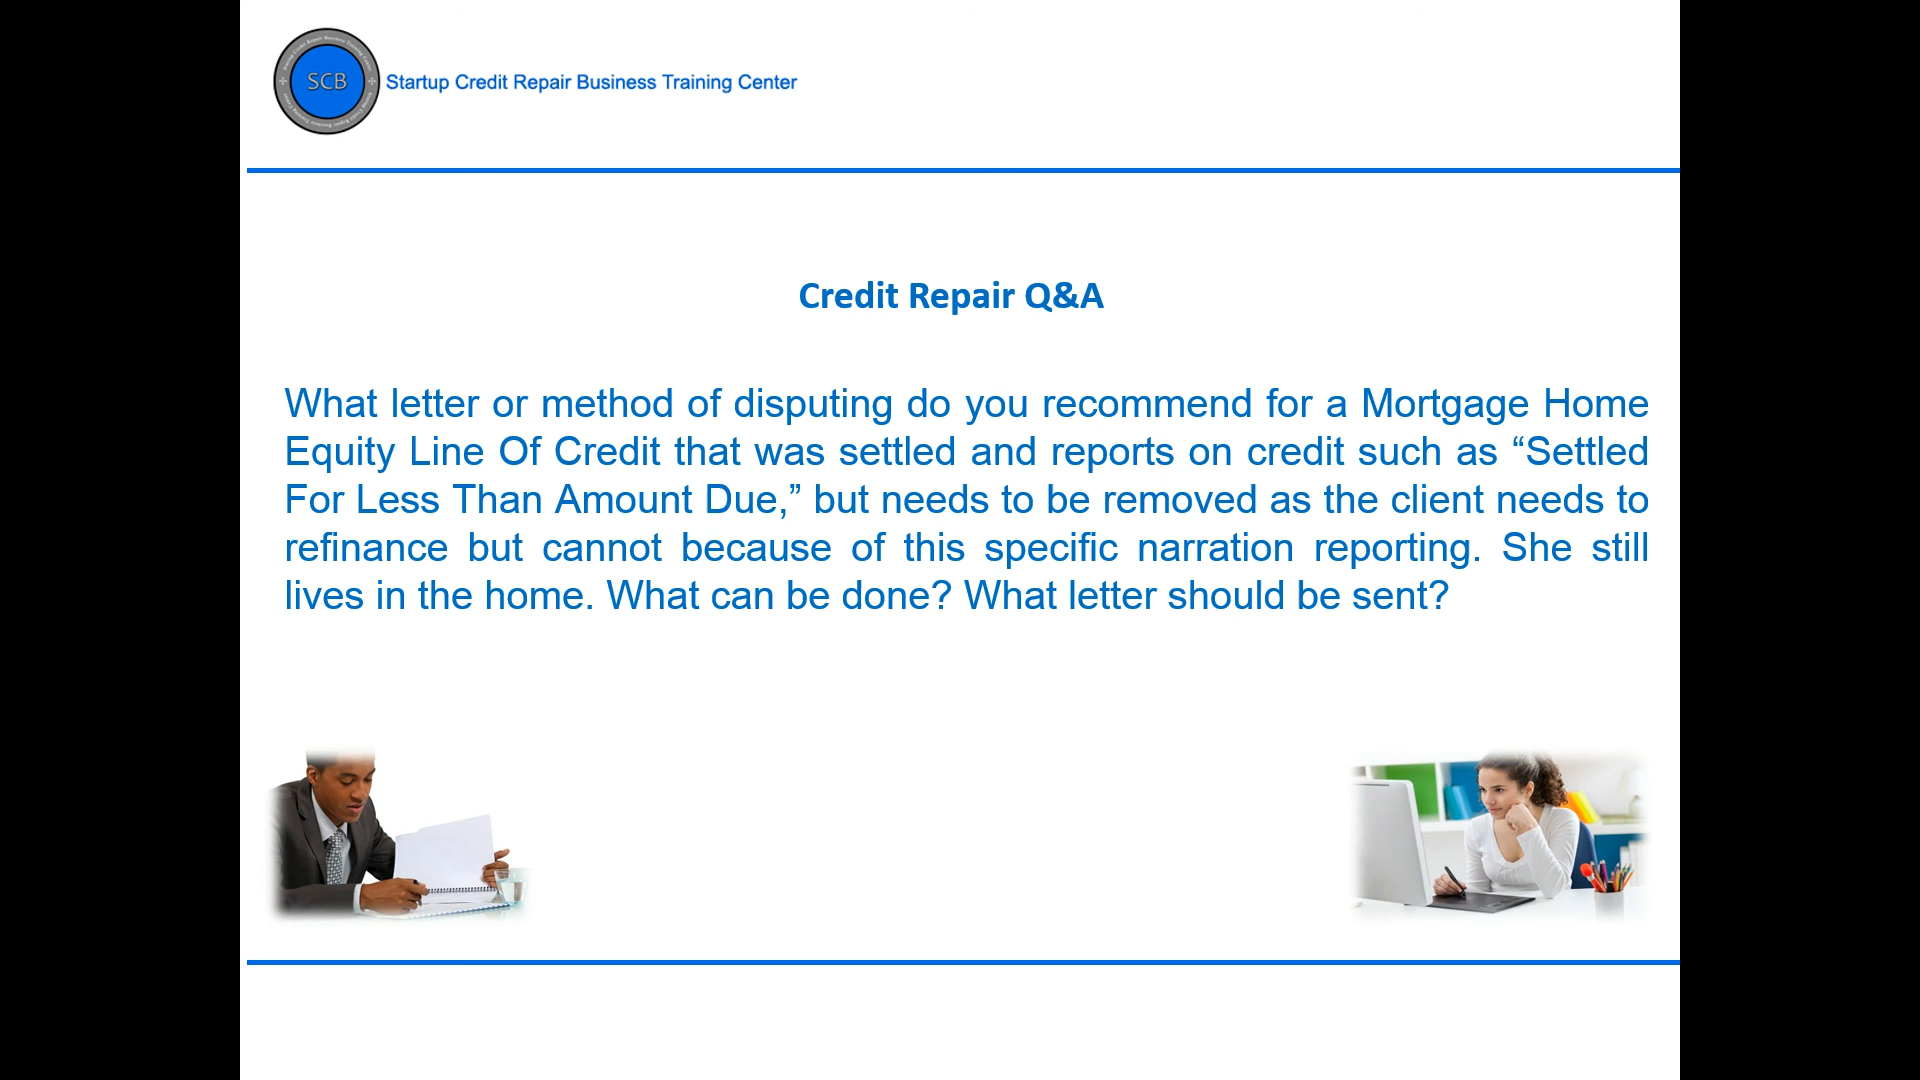 SCB
Startup Credit Repair Business Training Center
Credit Repair Q&A
What letter or method of disputing do you recommend for a Mortgage Home
Equity Line Of Credit that was settled and reports on credit such as “Settled
For Less Than Amount Due,” but needs to be removed as the client needs to
refinance but cannot because of this specific narration reporting. She still
lives in the home. What can be done? What letter should be sent?